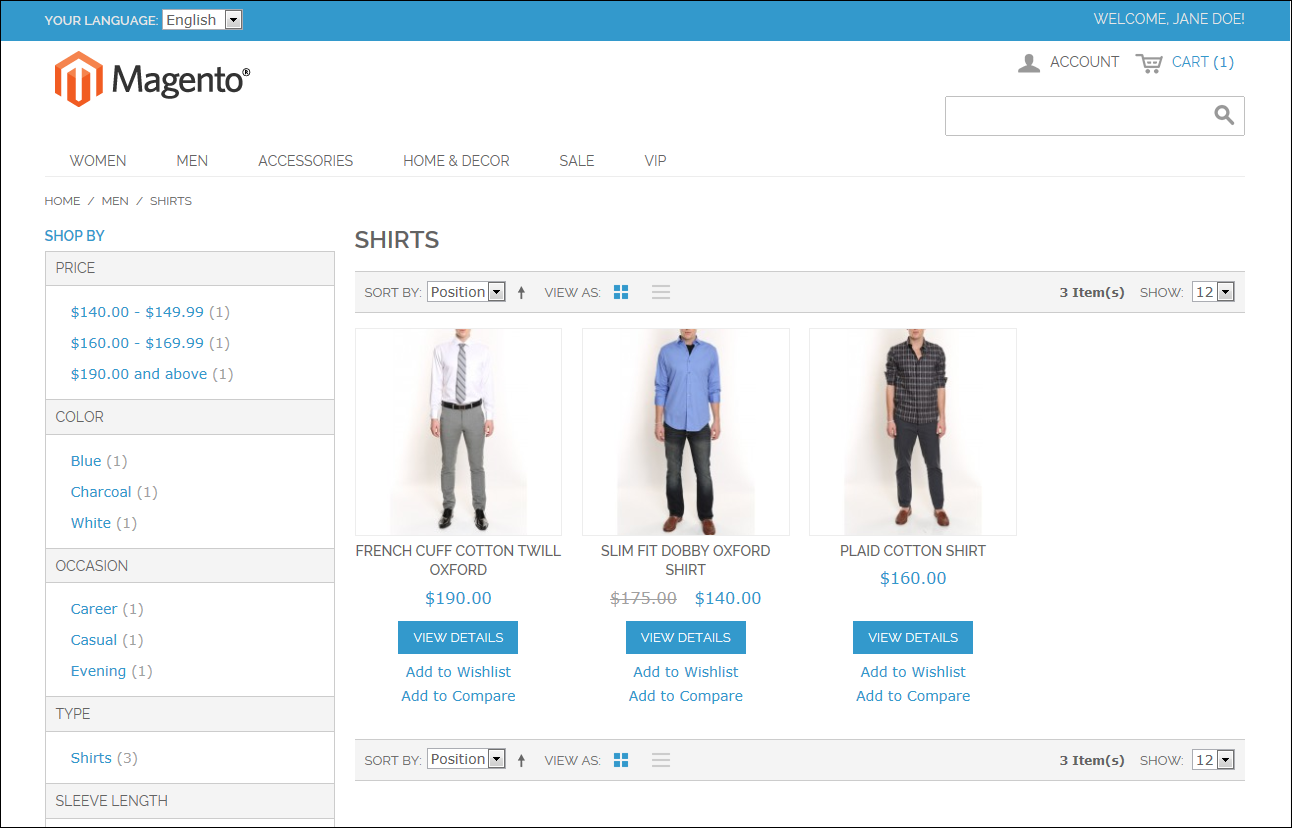 YOUR LANGUAGE: English
WELCOME, JANE DOE!
Magento®
ACCOUNT
CART (1)
WOMEN MEN ACCESSORIES HOME & DECOR SALE VIP
HOME / MEN / SHIRTS
SHOP BY
PRICE
$140.00 - $149.99 (1)
$160.00 - $169.99 (1)
$190.00 and above (1)
COLOR
Blue (1)
Charcoal (1)
White (1)
OCCASION
Career (1)
Casual (1)
Evening (1)
TYPE
Shirts (3)
SLEEVE LENGTH
SHIRTS
SORT BY: Position VIEW AS: 3 Item(s) SHOW: 12
FRENCH CUFF COTTON TWILL
OXFORD
$190.00
VIEW DETAILS
Add to Wishlist
Add to Compare
SLIM FIT DOBBY OXFORD
SHIRT
$175.00 $140.00
VIEW DETAILS
Add to Wishlist
Add to Compare
PLAID COTTON SHIRT
$160.00
VIEW DETAILS
Add to Wishlist
Add to Compare
SORT BY: Position VIEW AS: 3 Item(s) SHOW: 12